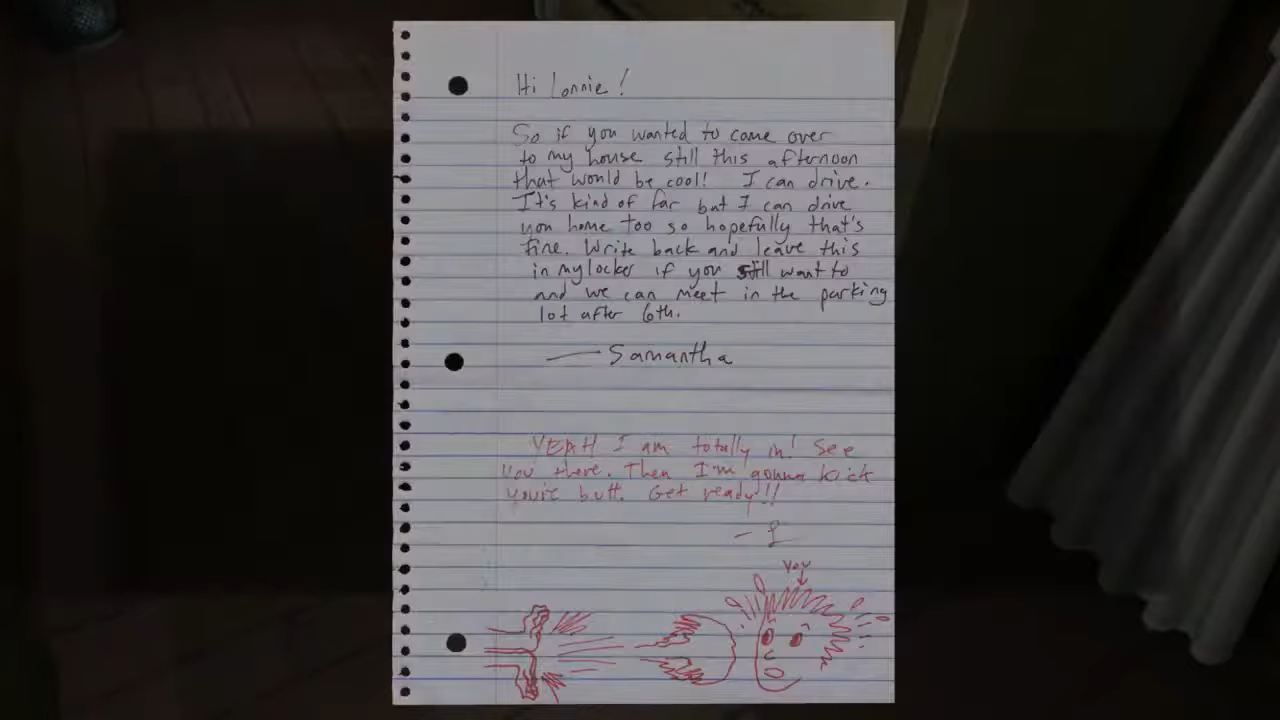 Hi Lonnie!
So if you wanted to come over
to my house still this afternoon
that would be cool! I can drive.
It's kind of far but I can drive
you home too so hopefully that's
fine. Write back and leave this
in my locker if you still want to
and we can meet in the parking
lot after 6th.
— Samantha
YEAH! I am totally in! See
you there. Then I'm gonna kick
your butt. Get ready!!
- L
you